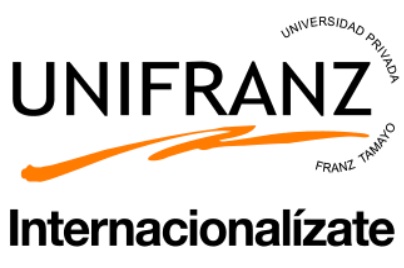 UNIVERSIDAD PRIVADA
UNIFRANZ
FRANZ TAMAYO
Internacionalízate